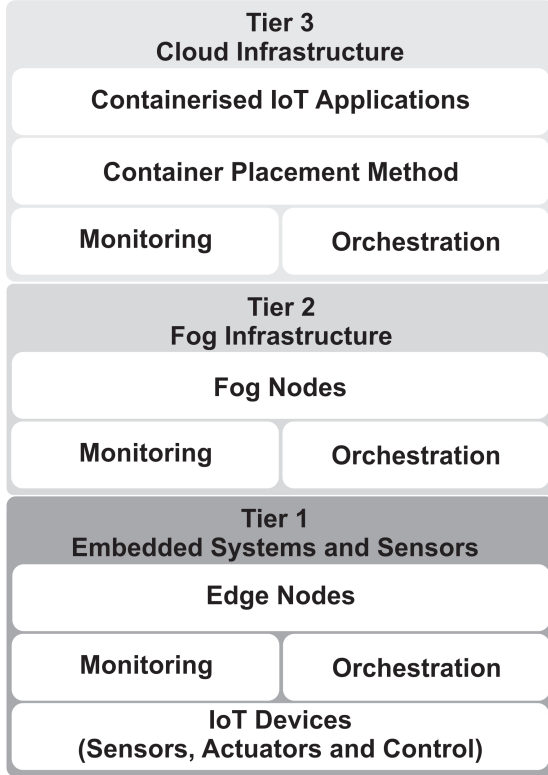 Tier 3
Cloud Infrastructure
Containerised IoT Applications
Container Placement Method
Monitoring
Orchestration
Tier 2
Fog Infrastructure
Fog Nodes
Monitoring
Orchestration
Tier 1
Embedded Systems and Sensors
Edge Nodes
Monitoring
Orchestration
IoT Devices
(Sensors, Actuators and Control)